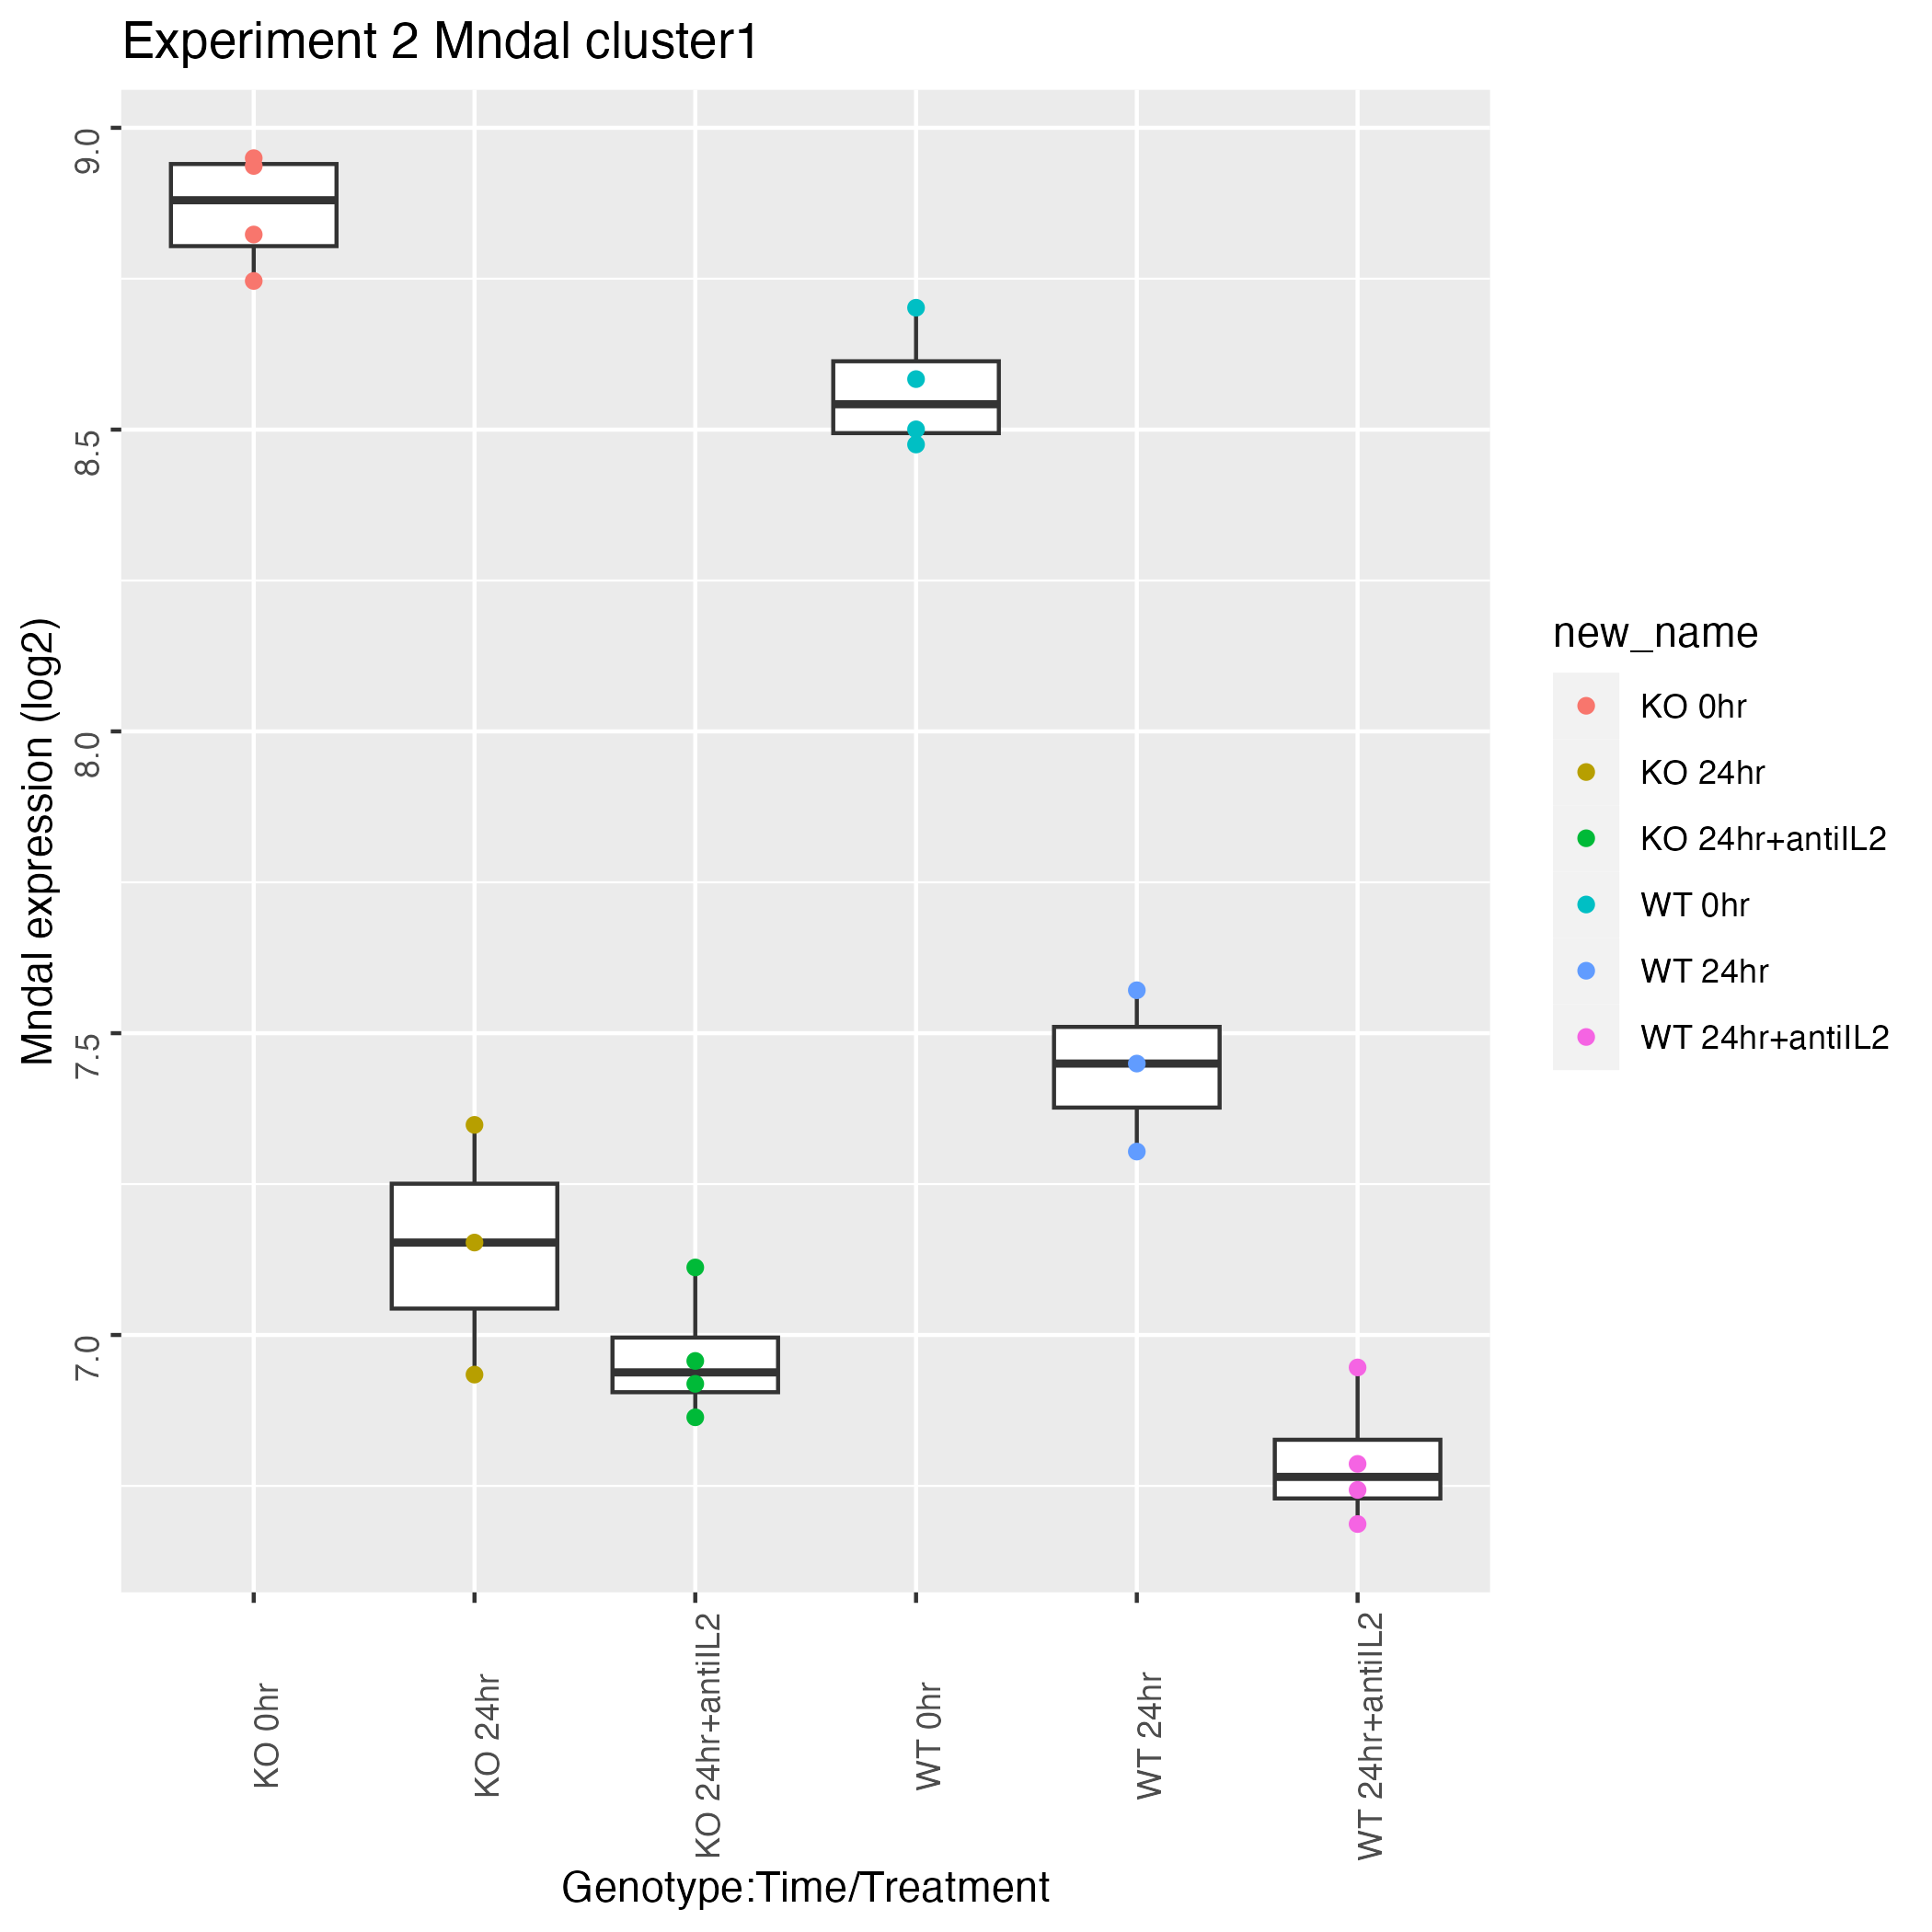 Experiment 2 Mndal cluster1
Mndal expression (log2)
9.0
8.5
8.0
7.5
7.0
KO 0hr
KO 24hr
KO 24hr+antiIL2
WT 0hr
WT 24hr
WT 24hr+antiIL2
Genotype:Time/Treatment
new_name
KO 0hr
KO 24hr
KO 24hr+antiIL2
WT 0hr
WT 24hr
WT 24hr+antiIL2